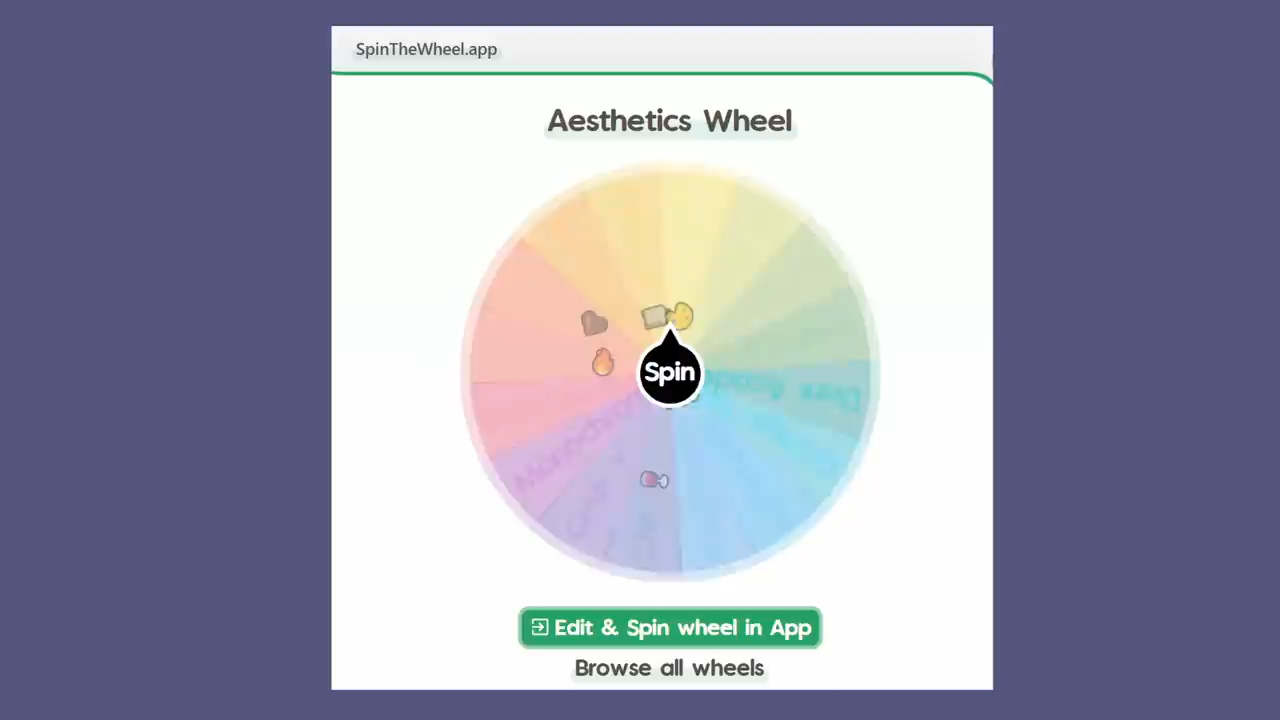 SpinTheWheel.app
Aesthetics Wheel
Spin
Edit & Spin wheel in App
Browse all wheels